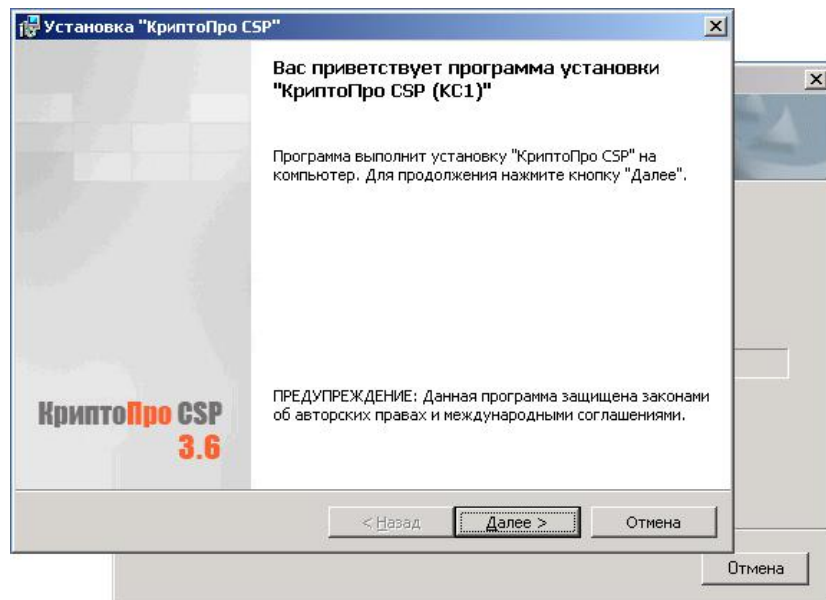 Установка "КриптоПро CSP"
Вас приветствует программа установки
"КриптоПро CSP (КС1)"
Программа выполнит установку "КриптоПро CSP" на
компьютер. Для продолжения нажмите кнопку "Далее".
ПРЕДУПРЕЖДЕНИЕ: Данная программа защищена законами
об авторских правах и международными соглашениями.
КриптоПро CSP
3.6
< Назад
Далее >
Отмена
Отмена